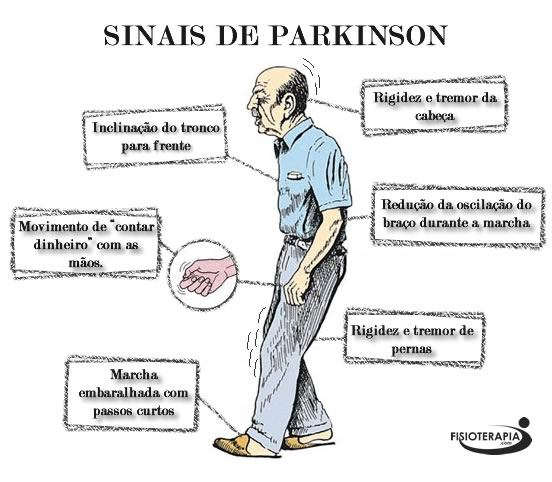 SINAIS DE PARKINSON
Rigidez e tremor da
cabeça
Inclinação do tronco
para frente
Redução da oscilação do
braço durante a marcha
Movimento de “contar
dinheiro” com as
mãos.
Rigidez e tremor de
pernas
Marcha
embaralhada com
passos curtos
FISIOTERAPIA
.com